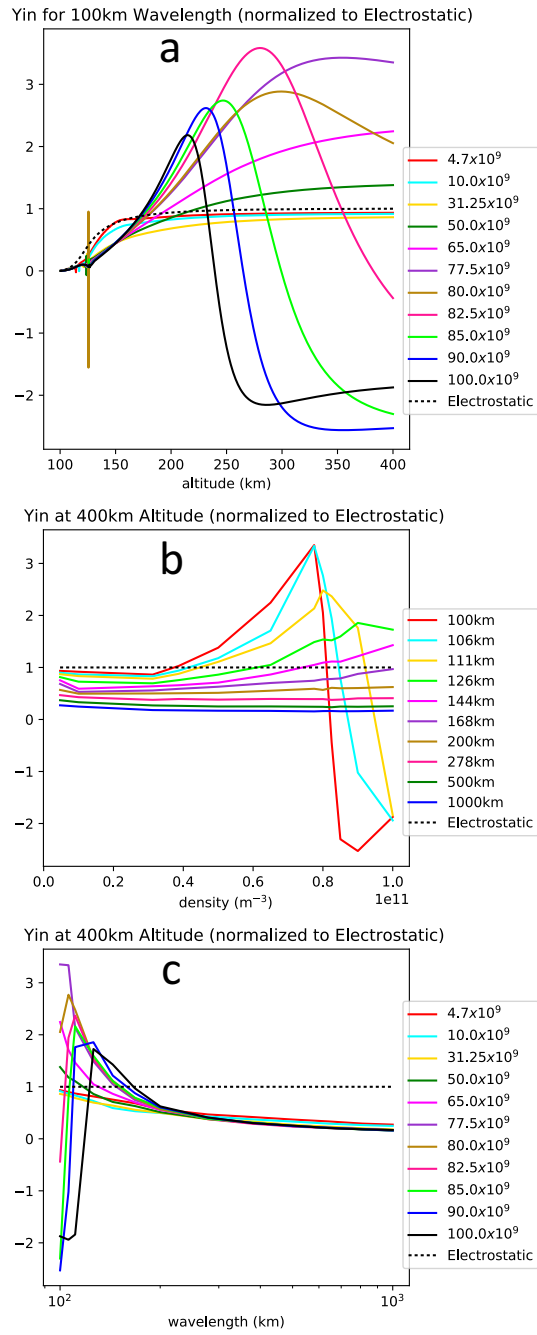 Yin for 100km Wavelength (normalized to Electrostatic)
a
3
2
1
0
−1
−2
100 150 200 250 300 350 400
altitude (km)
4.7x10⁹
10.0x10⁹
31.25x10⁹
50.0x10⁹
65.0x10⁹
77.5x10⁹
80.0x10⁹
82.5x10⁹
85.0x10⁹
90.0x10⁹
100.0x10⁹
Electrostatic
Yin at 400km Altitude (normalized to Electrostatic)
b
3
2
1
0
−1
−2
0.0 0.2 0.4 0.6 0.8 1.0
1e11
density (m⁻³)
100km
106km
111km
126km
144km
168km
200km
278km
500km
1000km
Electrostatic
Yin at 400km Altitude (normalized to Electrostatic)
c
3
2
1
0
−1
−2
10² 10³
wavelength (km)
4.7x10⁹
10.0x10⁹
31.25x10⁹
50.0x10⁹
65.0x10⁹
77.5x10⁹
80.0x10⁹
82.5x10⁹
85.0x10⁹
90.0x10⁹
100.0x10⁹
Electrostatic